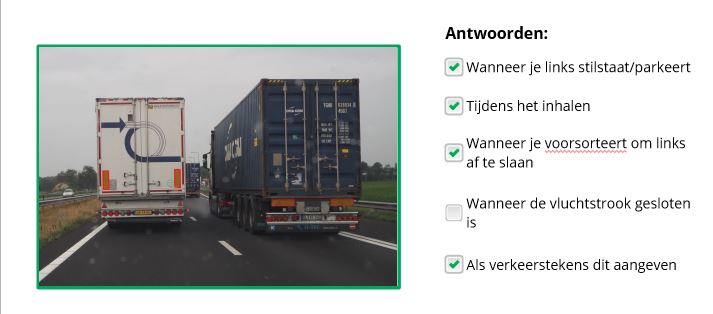 Antwoorden:
Wanneer je links stilstaat/parkeert
Tijdens het inhalen
Wanneer je voorsorteert om links
af te slaan
Wanneer de vluchtstrook gesloten
is
Als verkeerstekens dit aangeven